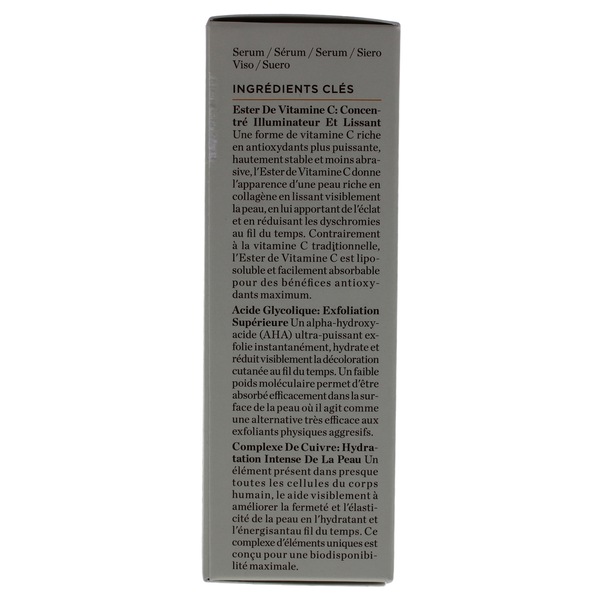 Serum / Sérum / Serum / Siero
Viso / Suero
INGRÉDIENTS CLÉS
Ester De Vitamine C: Concen-
tré Illuminateur Et Lissant
Une forme de vitamine C riche
en antioxydants plus puissante,
hautement stable et moins abra-
sive, l'Ester de Vitamine C donne
l'apparence d'une peau riche en
collagène en lissant visiblement
la peau, en lui apportant de l'éclat
et en réduisant les dyschromies
au fil du temps. Contrairement
à la vitamine C traditionnelle,
l'Ester de Vitamine C est lipo-
soluble et facilement absorbable
pour des bénéfices antioxy-
dants maximum.
Acide Glycolique: Exfoliation
Supérieure Un alpha-hydroxy-
acide (AHA) ultra-puissant ex-
folie instantanément, hydrate et
réduit visiblement la décoloration
cutanée au fil du temps. Un faible
poids moléculaire permet d'être
absorbé efficacement dans la sur-
face de la peau où il agit comme
une alternative très efficace aux
exfoliants physiques aggresifs.
Complexe De Cuivre: Hydra-
tation Intense De La Peau Un
élément présent dans presque
toutes les cellules du corps
humain, le aide visiblement à
améliorer la fermeté et l'élasti-
cité de la peau en l'hydratant et
l'énergisantau fil du temps. Ce
complexe d'éléments uniques est
conçu pour une biodisponibi-
lité maximale.